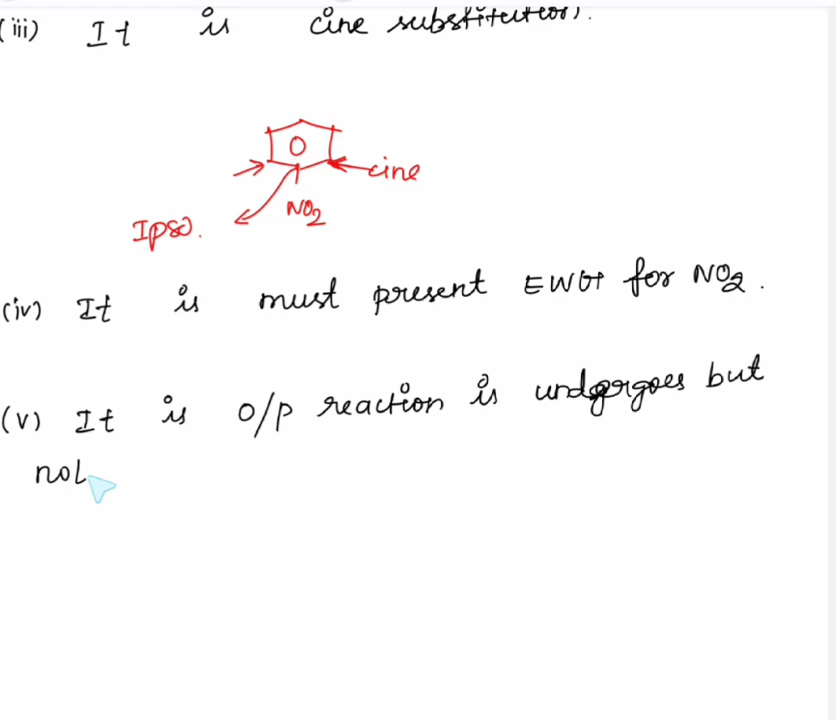 (iii) It is cine substitution.
cine
NO2
Ipso.
(iv) It is must present EWG for NO2.
(v) It is o/p reaction is undergoes but
not